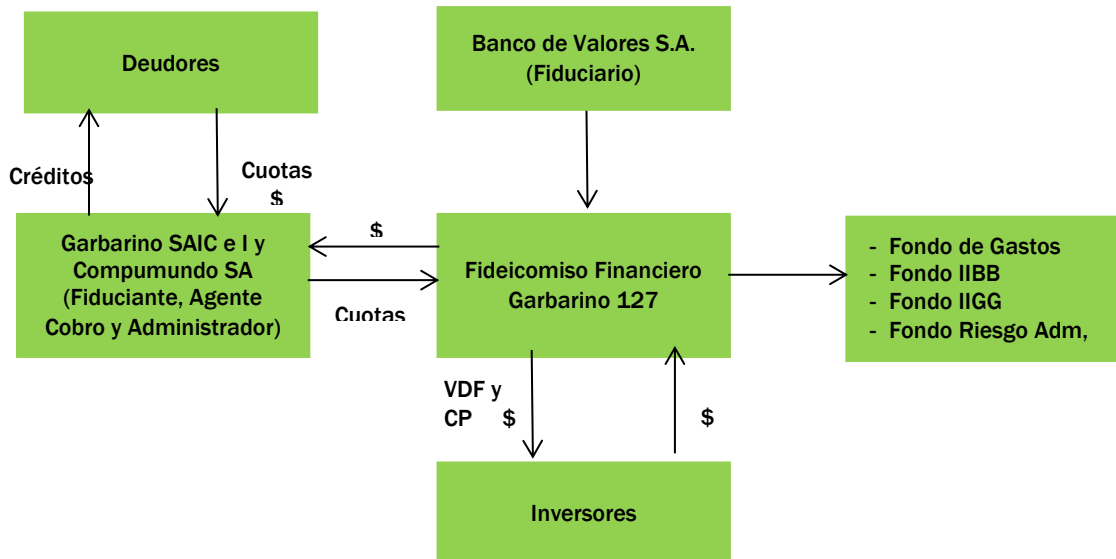 Deudores
Banco de Valores S.A.
(Fiduciario)
Créditos
Cuotas
$
Garbarino SAIC e I y
Compumundo SA
(Fiduciante, Agente
Cobro y Administrador)
$
Cuotas
Fideicomiso Financiero
Garbarino 127
- Fondo de Gastos
- Fondo IIBB
- Fondo IIGG
- Fondo Riesgo Adm,
VDF y
CP $
$
Inversores